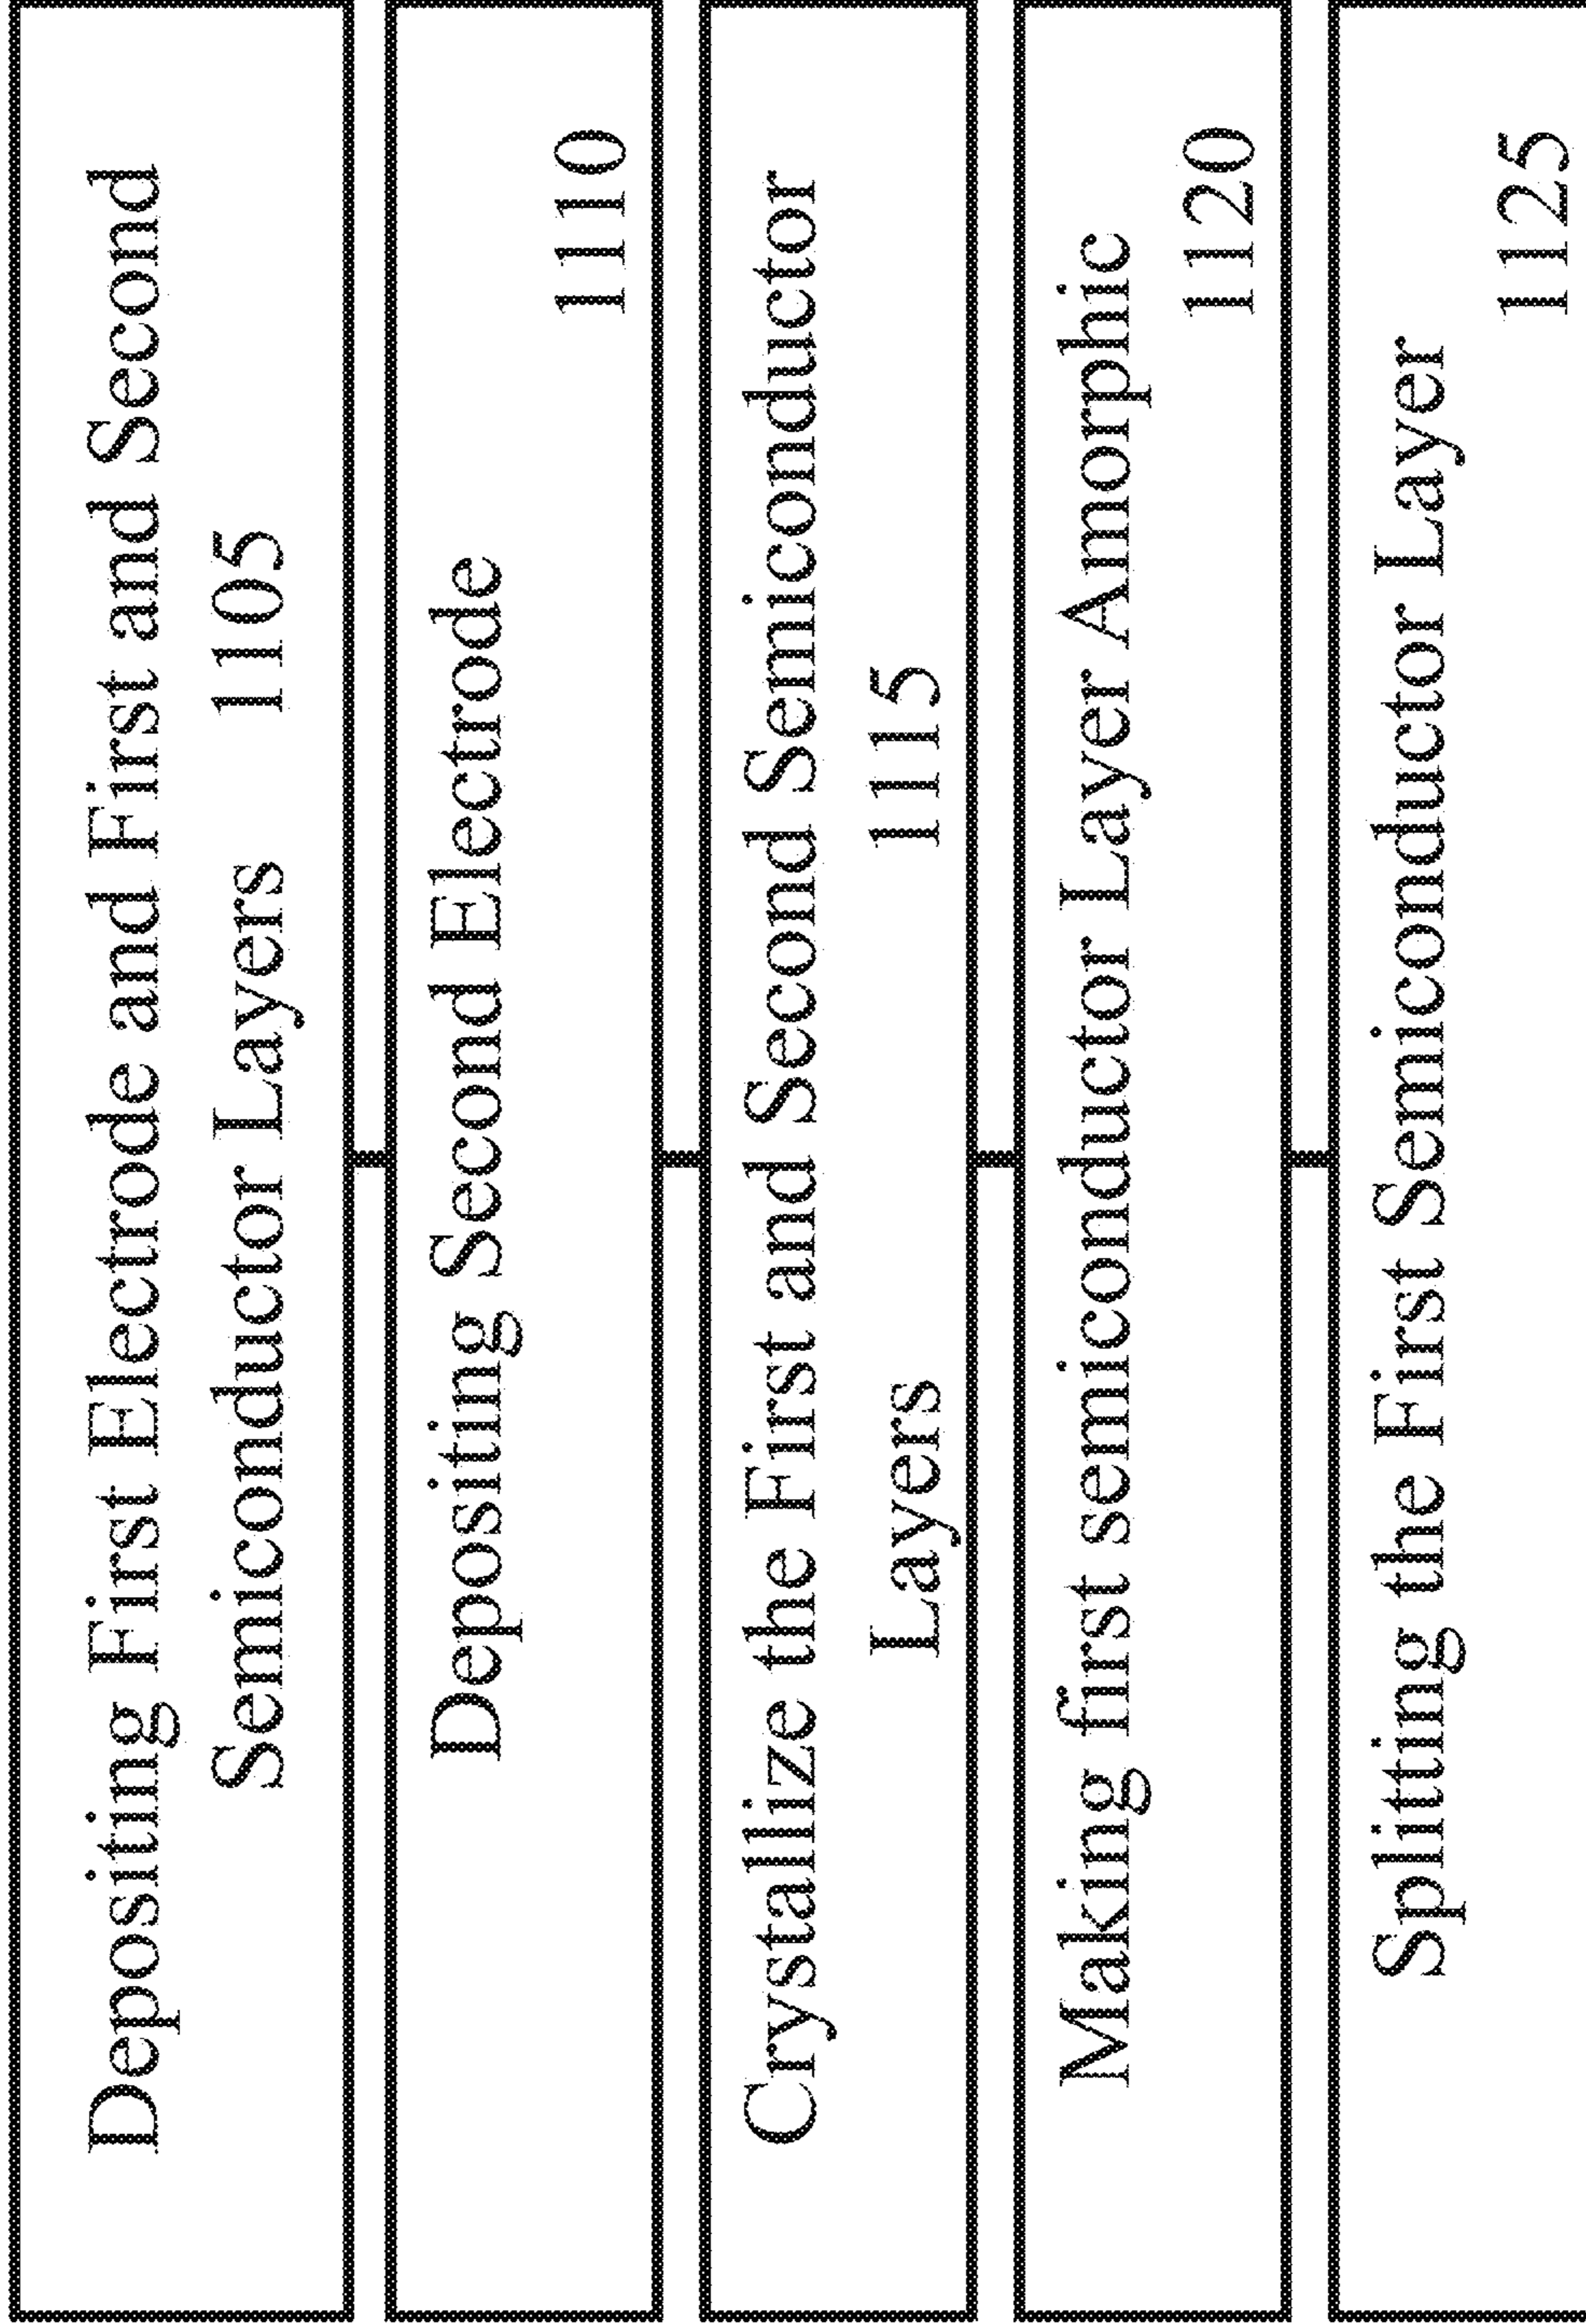 Depositing First Electrode and First and Second
Semiconductor Layers 1105
Depositing Second Electrode
1110
Crystallize the First and Second Semiconductor
Layers 1115
Making first semiconductor Layer Amorphic
1120
Splitting the First Semiconductor Layer
1125